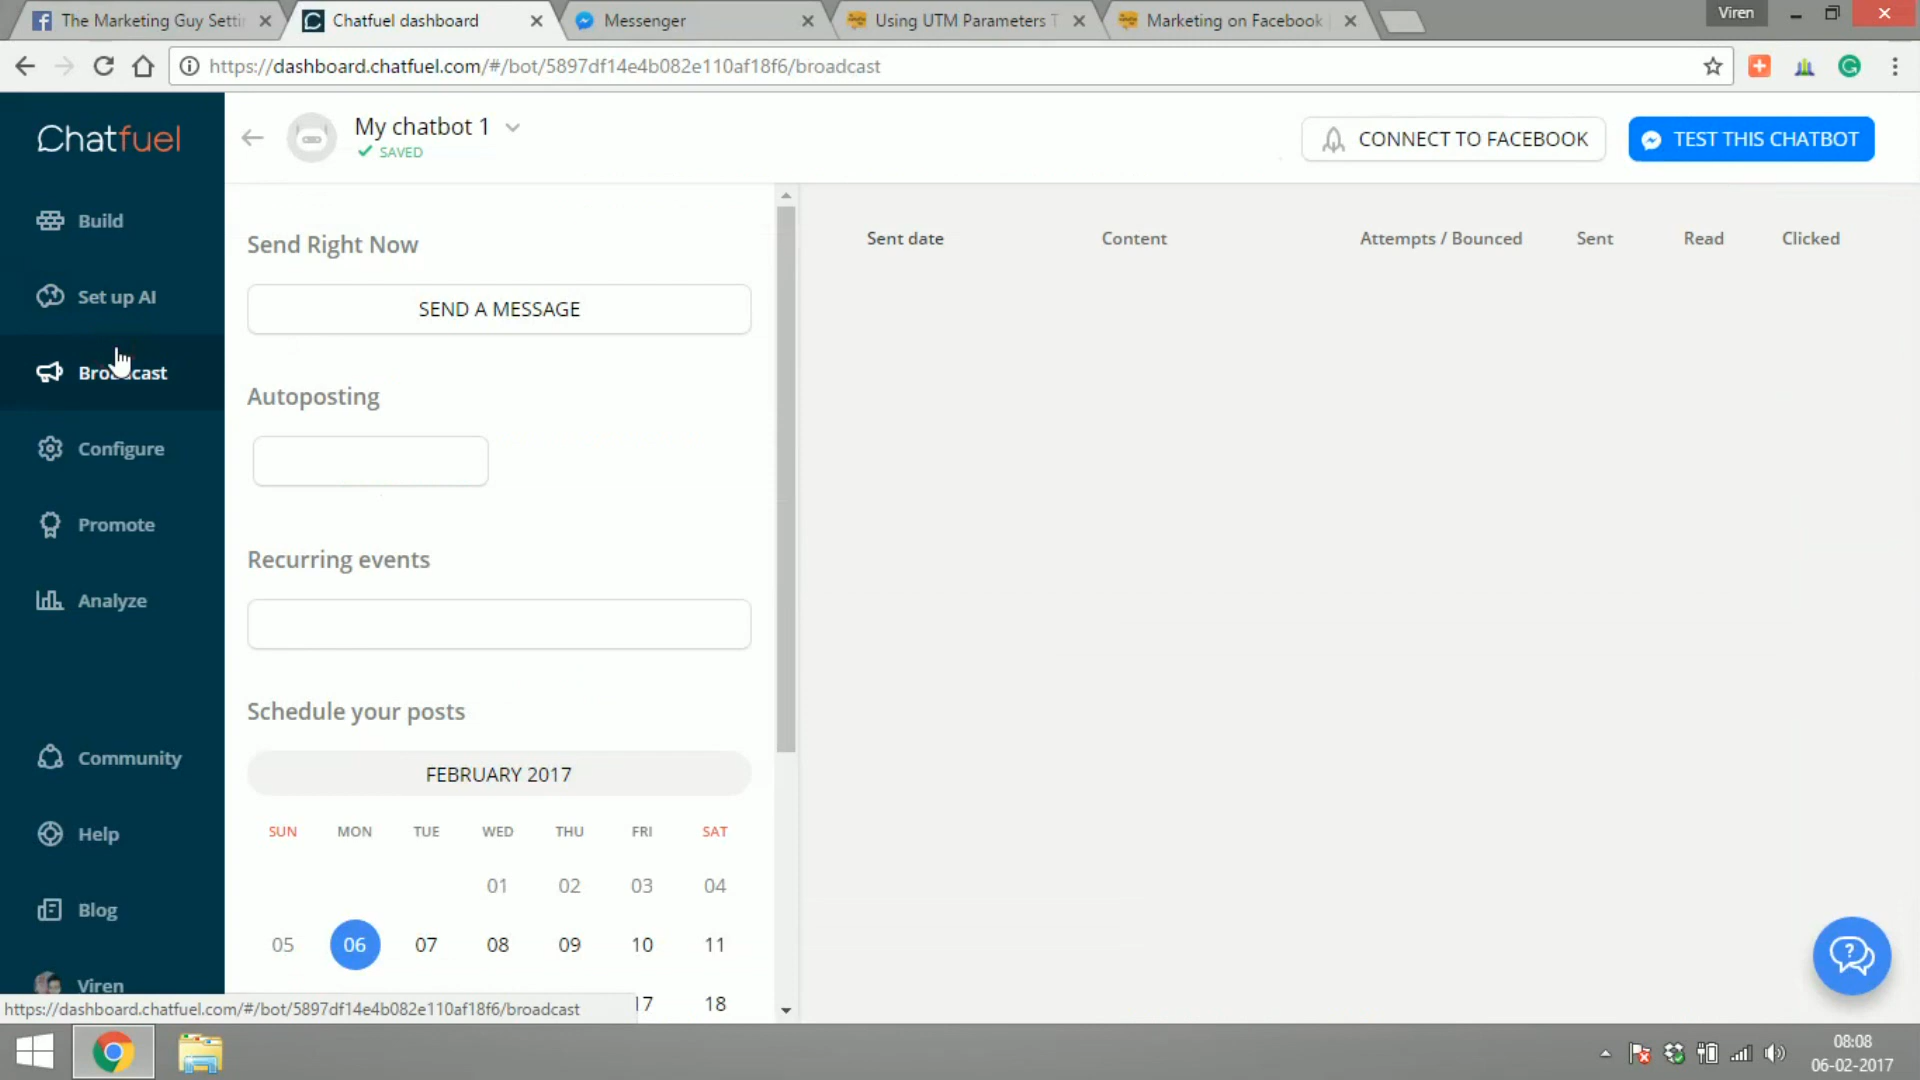 The Marketing Guy Setti
Chatfuel dashboard
Messenger
Using UTM Parameters T
Marketing on Facebook
Viren
https://dashboard.chatfuel.com/#/bot/5897df14e4b082e110af18f6/broadcast
Chatfuel
My chatbot 1
SAVED
CONNECT TO FACEBOOK
TEST THIS CHATBOT
Build
Set up AI
Broadcast
Configure
Promote
Analyze
Community
Help
Blog
Viren
Send Right Now
SEND A MESSAGE
Autoposting
Recurring events
Schedule your posts
FEBRUARY 2017
SUN MON TUE WED THU FRI SAT
01 02 03 04
05 06 07 08 09 10 11
17 18
Sent date Content Attempts / Bounced Sent Read Clicked
https://dashboard.chatfuel.com/#/bot/5897df14e4b082e110af18f6/broadcast
08:08
06-02-2017